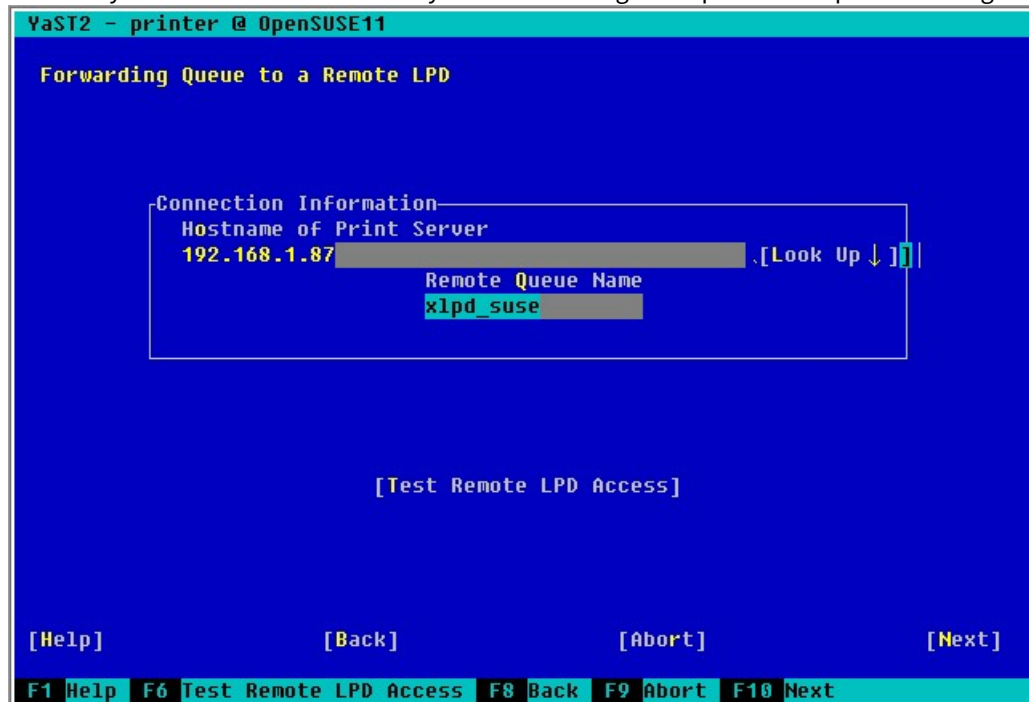 YaST2 - printer @ OpenSUSE11
Forwarding Queue to a Remote LPD
Connection Information
Hostname of Print Server
192.168.1.87 [Look Up↓]]
Remote Queue Name
xlpd_suse
[Test Remote LPD Access]
[Help] [Back] [Abort] [Next]
F1 Help F6 Test Remote LPD Access F8 Back F9 Abort F10 Next